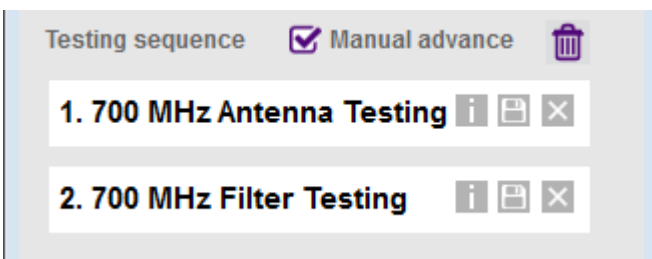 Testing sequence Manual advance
1. 700 MHz Antenna Testing i
2. 700 MHz Filter Testing i